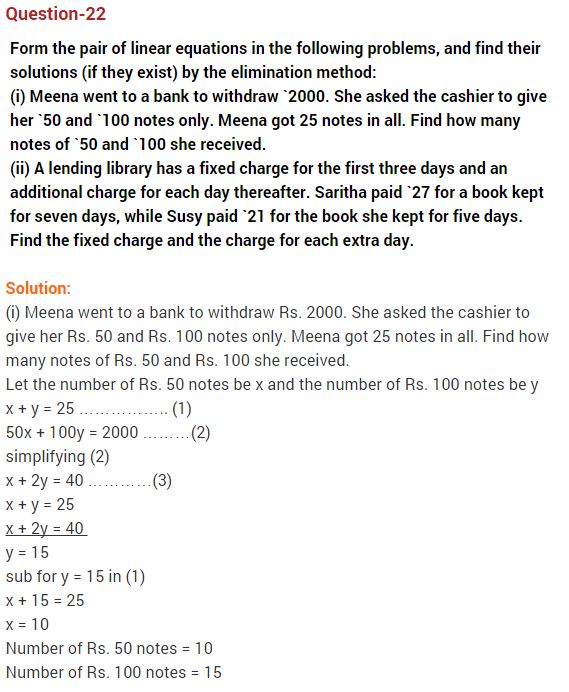 Question-22
Form the pair of linear equations in the following problems, and find their
solutions (if they exist) by the elimination method:
(i) Meena went to a bank to withdraw `2000. She asked the cashier to give
her `50 and `100 notes only. Meena got 25 notes in all. Find how many
notes of `50 and `100 she received.
(ii) A lending library has a fixed charge for the first three days and an
additional charge for each day thereafter. Saritha paid `27 for a book kept
for seven days, while Susy paid `21 for the book she kept for five days.
Find the fixed charge and the charge for each extra day.
Solution:
(i) Meena went to a bank to withdraw Rs. 2000. She asked the cashier to
give her Rs. 50 and Rs. 100 notes only. Meena got 25 notes in all. Find how
many notes of Rs. 50 and Rs. 100 she received.
Let the number of Rs. 50 notes be x and the number of Rs. 100 notes be y
x + y = 25 …………….. (1)
50x + 100y = 2000 ………(2)
simplifying (2)
x + 2y = 40 …………(3)
x + y = 25
x + 2y = 40
y = 15
sub for y = 15 in (1)
x + 15 = 25
x = 10
Number of Rs. 50 notes = 10
Number of Rs. 100 notes = 15